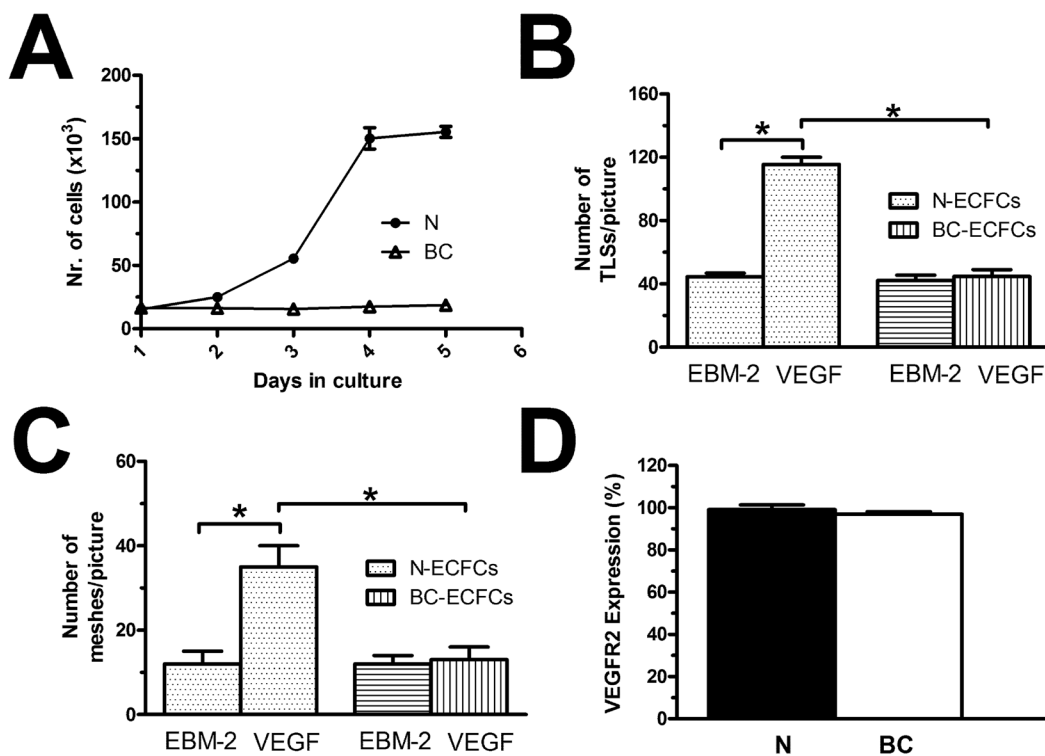 A
200
150
100
50
0
Nr. of cells (x10³)
N
BC
1 2 3 4 5 6
Days in culture
B
160
120
80
40
0
Number of
TLSs/picture
*
*
N-ECFCs
BC-ECFCs
EBM-2 VEGF EBM-2 VEGF
C
60
40
20
0
Number of
meshes/picture
*
*
N-ECFCs
BC-ECFCs
EBM-2 VEGF EBM-2 VEGF
D
120
100
80
60
40
20
0
VEGFR2 Expression (%)
N BC